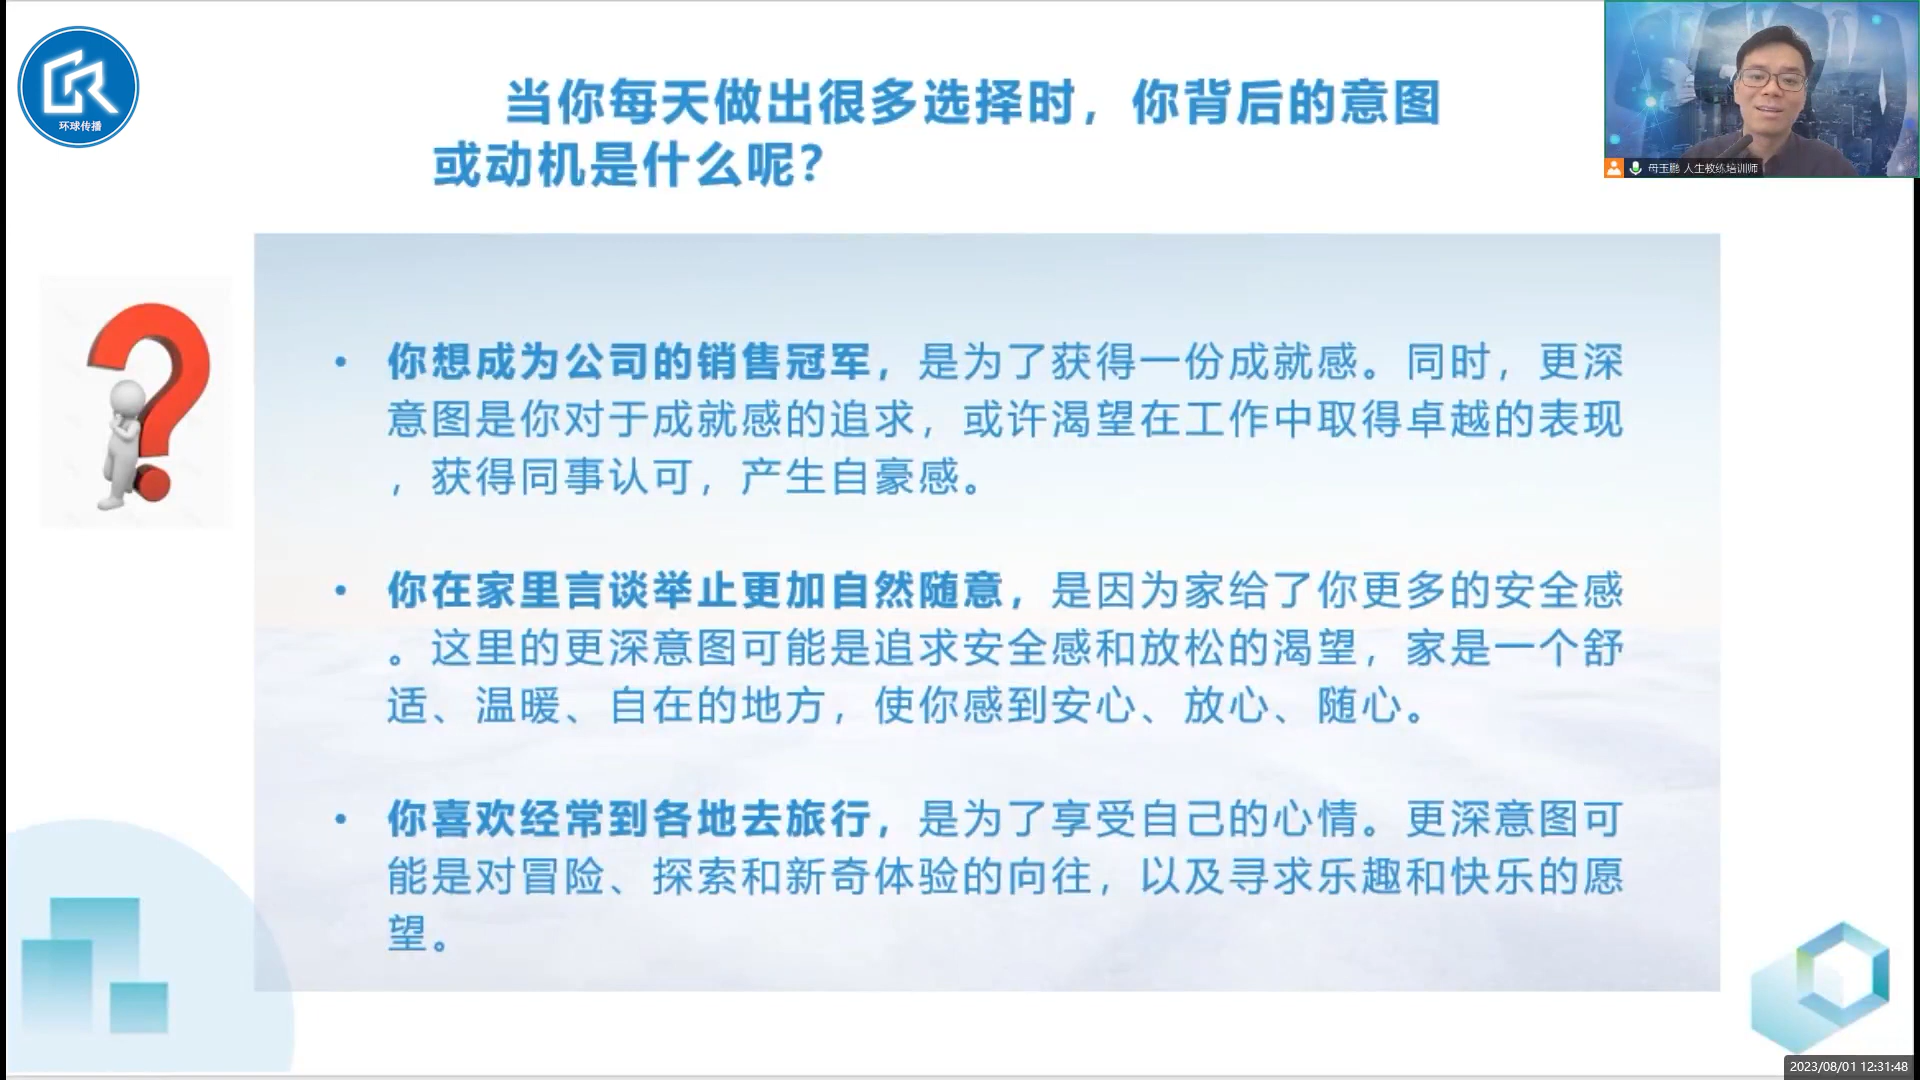 环球传播
当你每天做出很多选择时，你背后的意图
或动机是什么呢？
母玉鹏 人生教练培训师
• 你想成为公司的销售冠军，是为了获得一份成就感。同时，更深
意图是你对于成就感的追求，或许渴望在工作中取得卓越的表现
，获得同事认可，产生自豪感。
• 你在家里言谈举止更加自然随意，是因为家给了你更多的安全感
。这里的更深意图可能是追求安全感和放松的渴望，家是一个舒
适、温暖、自在的地方，使你感到安心、放心、随心。
• 你喜欢经常到各地去旅行，是为了享受自己的心情。更深意图可
能是对冒险、探索和新奇体验的向往，以及寻求乐趣和快乐的愿
望。
2023/08/01 12:31:48